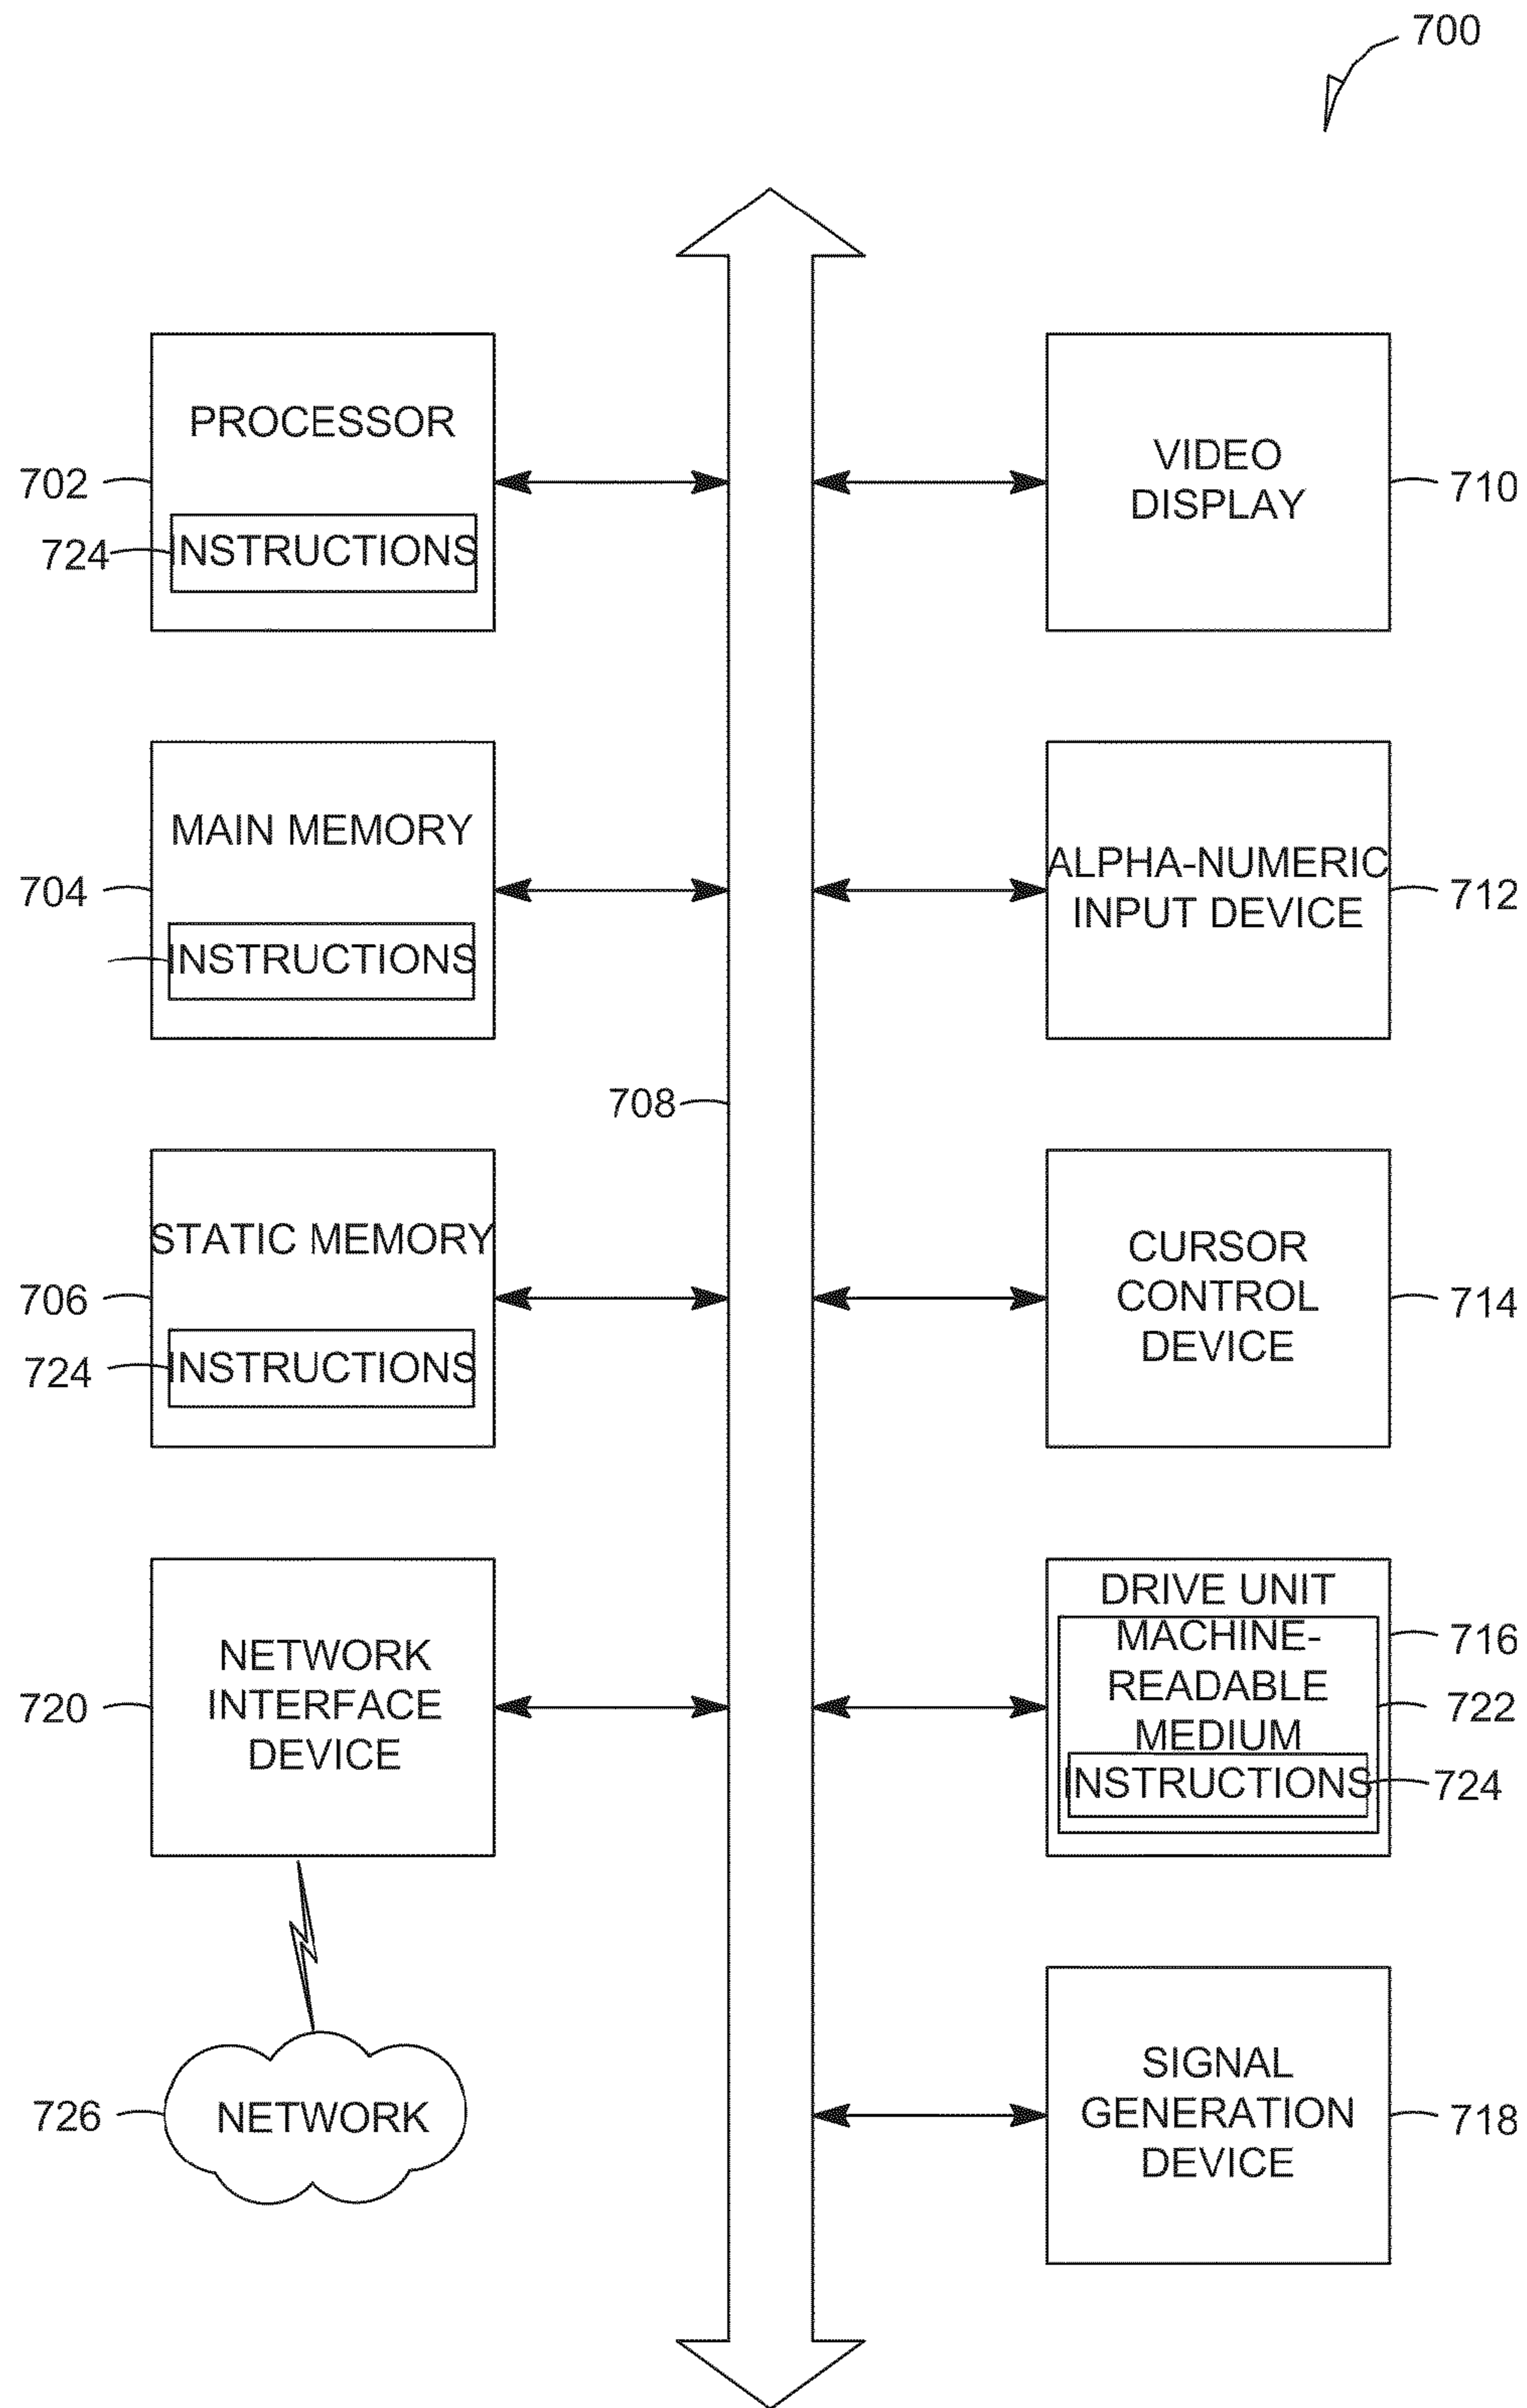 700
PROCESSOR
702
724
INSTRUCTIONS
VIDEO
DISPLAY
710
MAIN MEMORY
704
INSTRUCTIONS
ALPHA-NUMERIC
INPUT DEVICE
712
708
STATIC MEMORY
706
724
INSTRUCTIONS
CURSOR
CONTROL
DEVICE
714
NETWORK
INTERFACE
DEVICE
720
DRIVE UNIT
716
MACHINE-
READABLE
MEDIUM
722
INSTRUCTIONS
724
NETWORK
726
SIGNAL
GENERATION
DEVICE
718